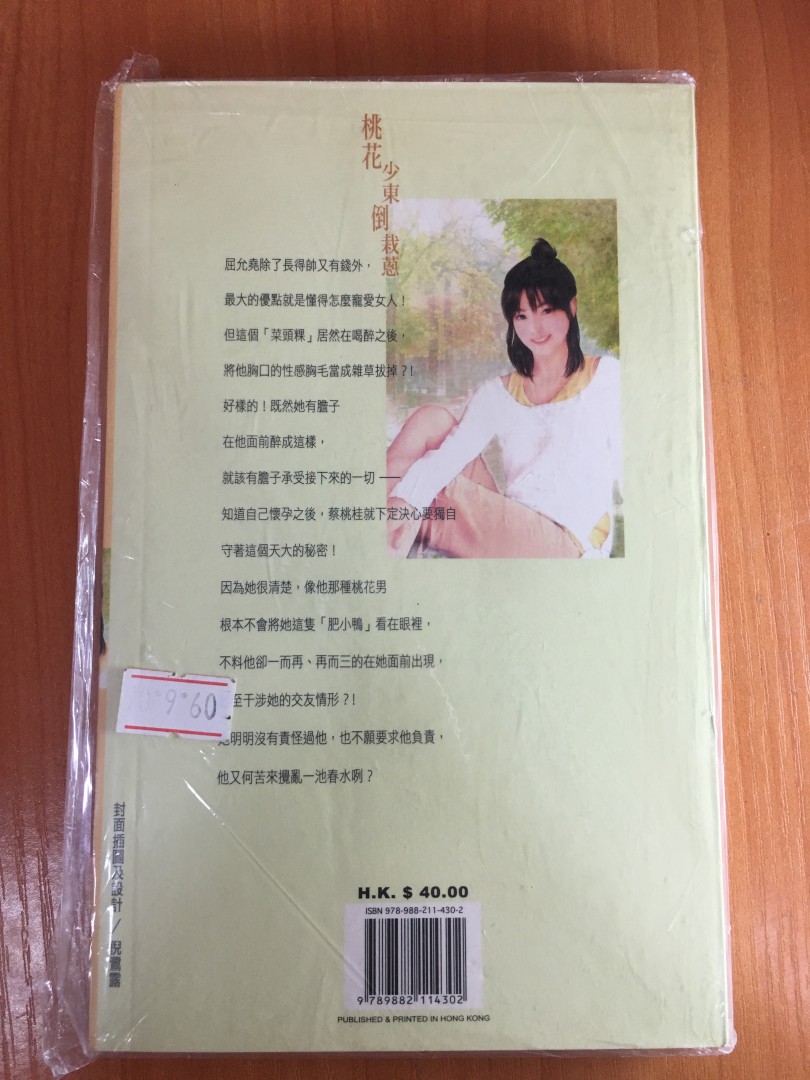 桃花少東倒栽蔥
屈允堯除了長得帥又有錢外，
最大的優點就是懂得怎麼寵愛女人！
但這個「菜頭粿」居然在喝醉之後，
將他胸口的性感胸毛當成雜草拔掉？！
好樣的！既然她有膽子
在他面前醉成這樣，
就該有膽子承受接下來的一切——
知道自己懷孕之後，蔡桃桂就下定決心要獨自
守著這個天大的秘密！
因為她很清楚，像他那種桃花男
根本不會將她這隻「肥小鴨」看在眼裡，
不料他卻一而再、再而三的在她面前出現，
至干涉她的交友情形？！
她明明沒有責怪過他，也不願要求他負責，
他又何苦來攪亂一池春水咧？
9.60
封面插圖及設計／倪靄露
H.K. $ 40.00
ISBN 978-988-211-430-2
9 789882 114302
PUBLISHED & PRINTED IN HONG KONG